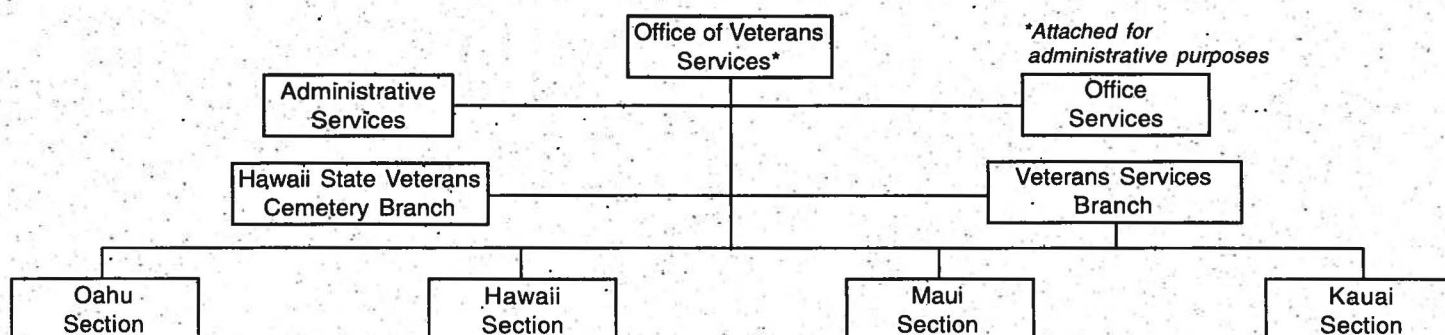 Office of Veterans
Services*
*Attached for
administrative purposes
Administrative
Services
Office
Services
Hawaii State Veterans
Cemetery Branch
Veterans Services
Branch
Oahu
Section
Hawaii
Section
Maui
Section
Kauai
Section